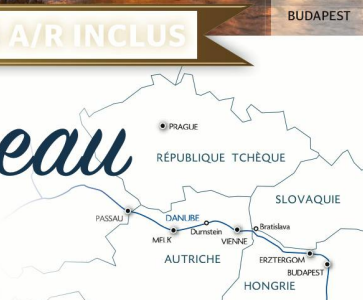 A/R INCLUS
BUDAPEST
eau
PRAGUE
RÉPUBLIQUE TCHÈQUE
SLOVAQUIE
PASSAU
DANUBE
Durnstein
Bratislava
MELK
VIENNE
AUTRICHE
ERZTERGOM
BUDAPEST
HONGRIE